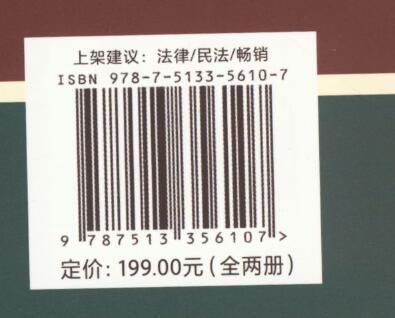 上架建议：法律/民法/畅销
ISBN 978-7-5133-5610-7
9 787513 356107 >
定价：199.00元（全两册）